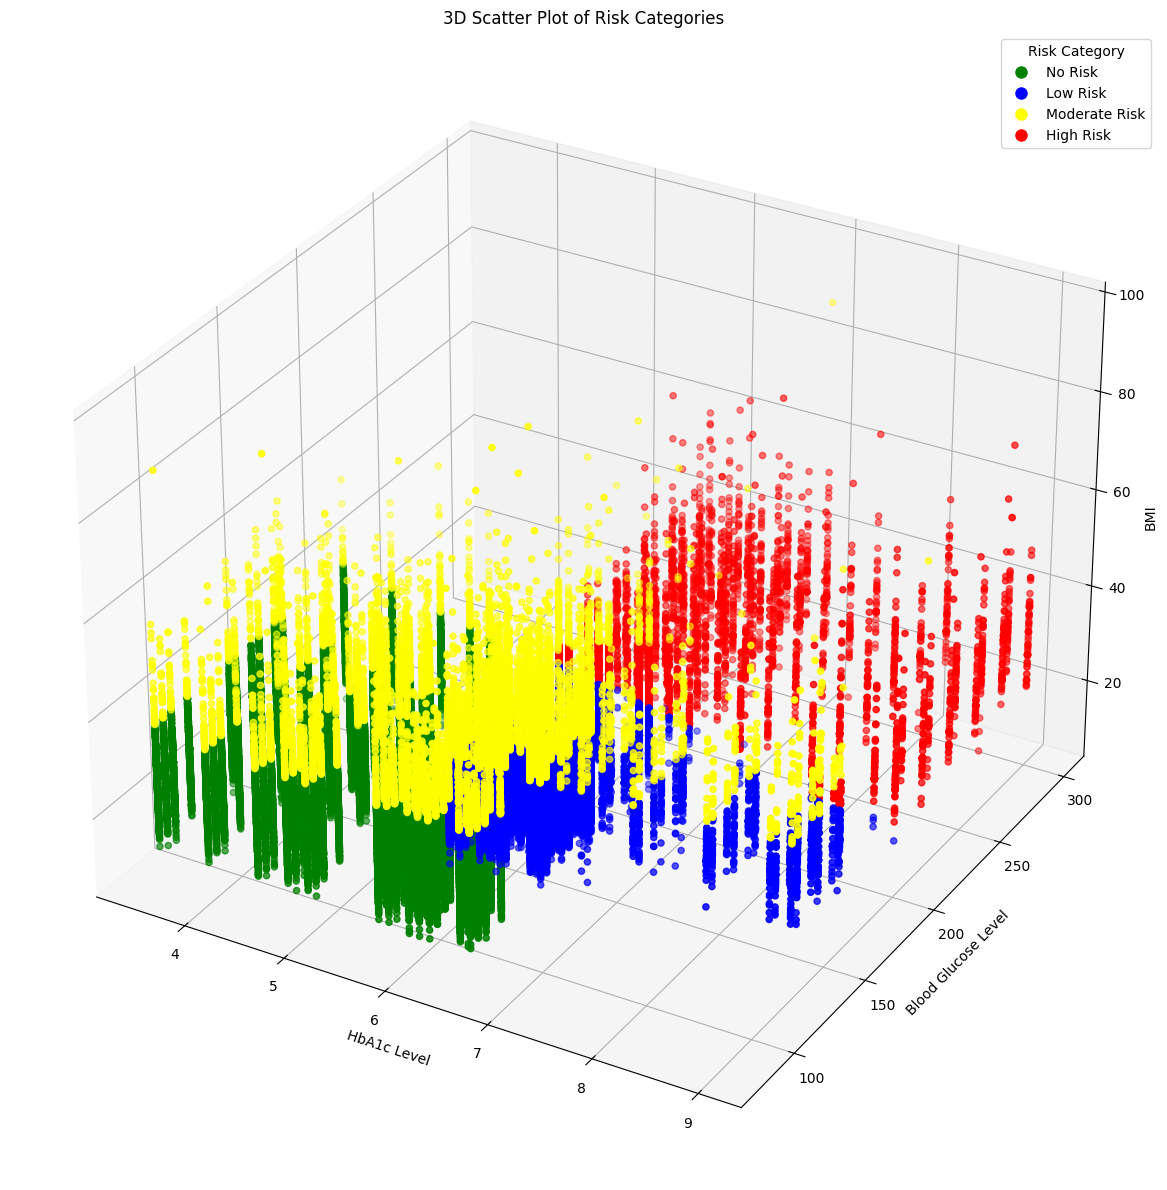 3D Scatter Plot of Risk Categories
Risk Category
No Risk
Low Risk
Moderate Risk
High Risk
100
80
60
40
20
BMI
300
250
200
150
100
Blood Glucose Level
4
5
6
7
8
9
HbA1c Level